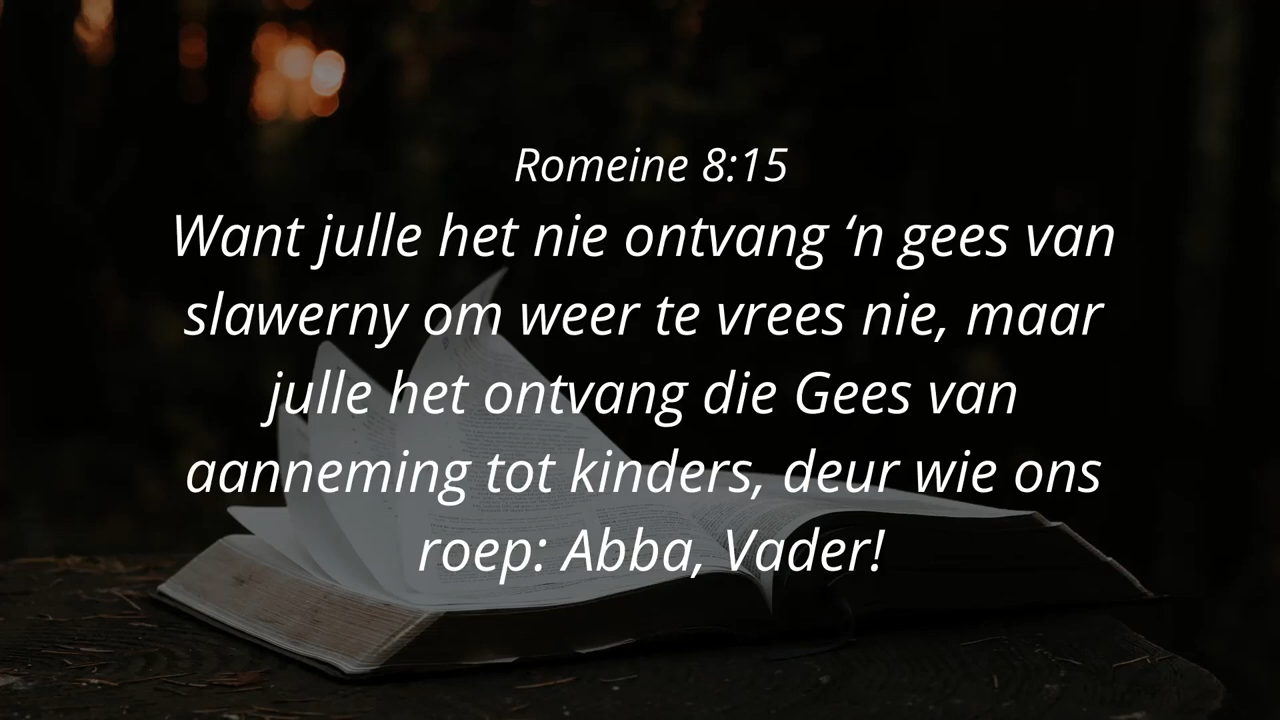 Romeine 8:15
Want julle het nie ontvang ‘n gees van
slawerny om weer te vrees nie, maar
julle het ontvang die Gees van
aanneming tot kinders, deur wie ons
roep: Abba, Vader!